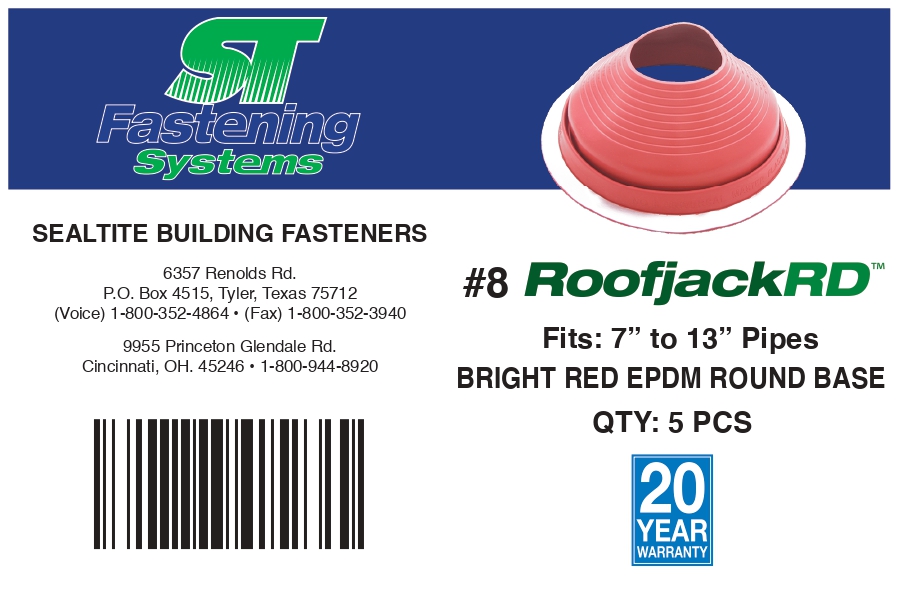 ST
Fastening
Systems
SEALTITE BUILDING FASTENERS
6357 Renolds Rd.
P.O. Box 4515, Tyler, Texas 75712
(Voice) 1-800-352-4864 • (Fax) 1-800-352-3940
9955 Princeton Glendale Rd.
Cincinnati, OH. 45246 • 1-800-944-8920
#8 RoofjackRD™
Fits: 7” to 13” Pipes
BRIGHT RED EPDM ROUND BASE
QTY: 5 PCS
20
YEAR
WARRANTY